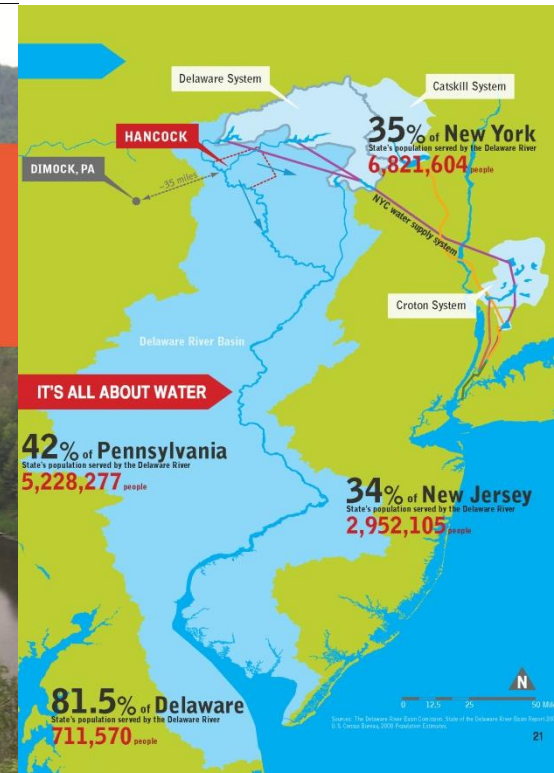 Delaware System
Catskill System
HANCOCK
35% of New York
State's population served by the Delaware River
6,821,604 people
DIMOCK, PA
~35 miles
NYC water supply system
Croton System
Delaware River Basin
IT'S ALL ABOUT WATER
42% of Pennsylvania
State's population served by the Delaware River
5,228,277 people
34% of New Jersey
State's population served by the Delaware River
2,952,105 people
81.5% of Delaware
State's population served by the Delaware River
711,570 people
N
0 12.5 25 50
Sources: The Delaware River Basin Comission, State of the Delaware River Basin Report
U.S. Census Bureau, 2008 Population Estimates.
21